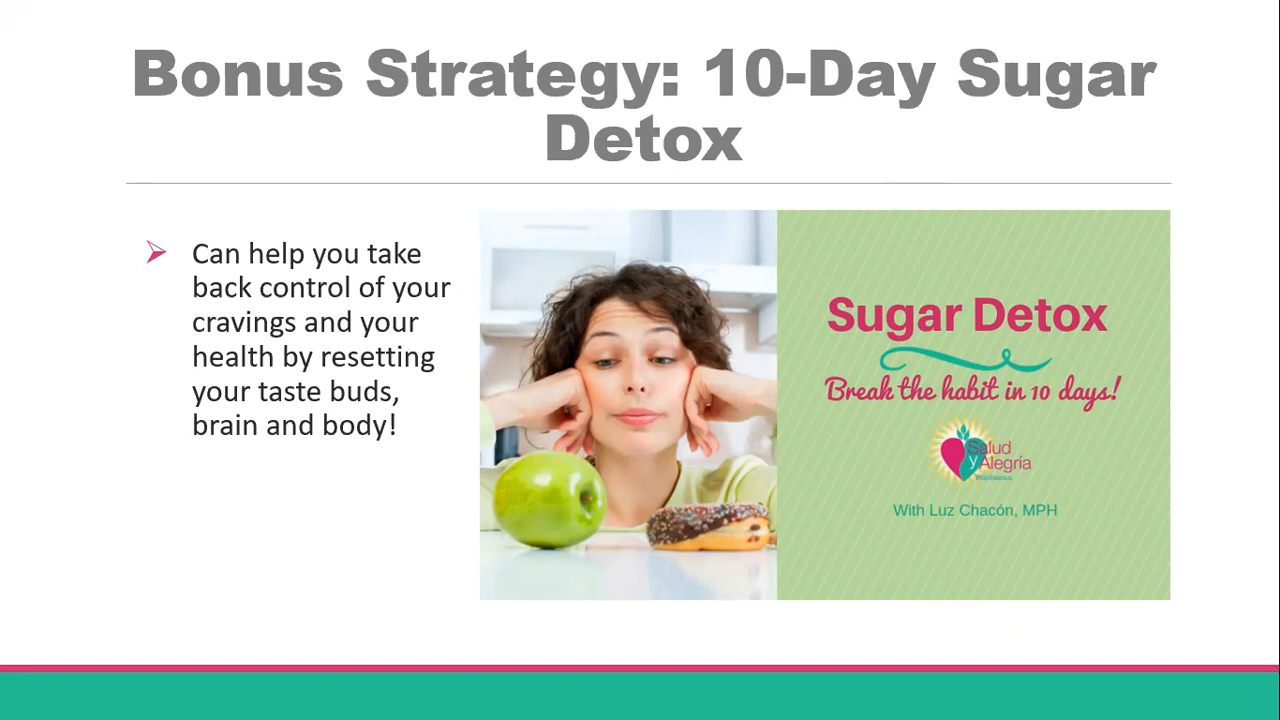 Bonus Strategy: 10-Day Sugar
Detox
Can help you take
back control of your
cravings and your
health by resetting
your taste buds,
brain and body!
Sugar Detox
Break the habit in 10 days!
Salud
y Alegría
With Luz Chacón, MPH